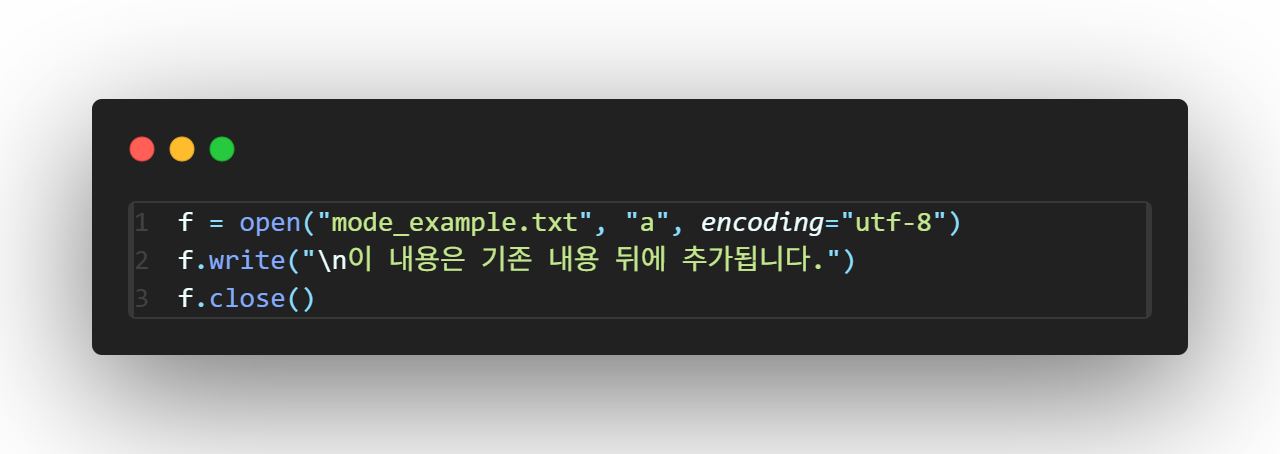 1 f = open("mode_example.txt", "a", encoding="utf-8")
2 f.write("\n이 내용은 기존 내용 뒤에 추가됩니다.")
3 f.close()